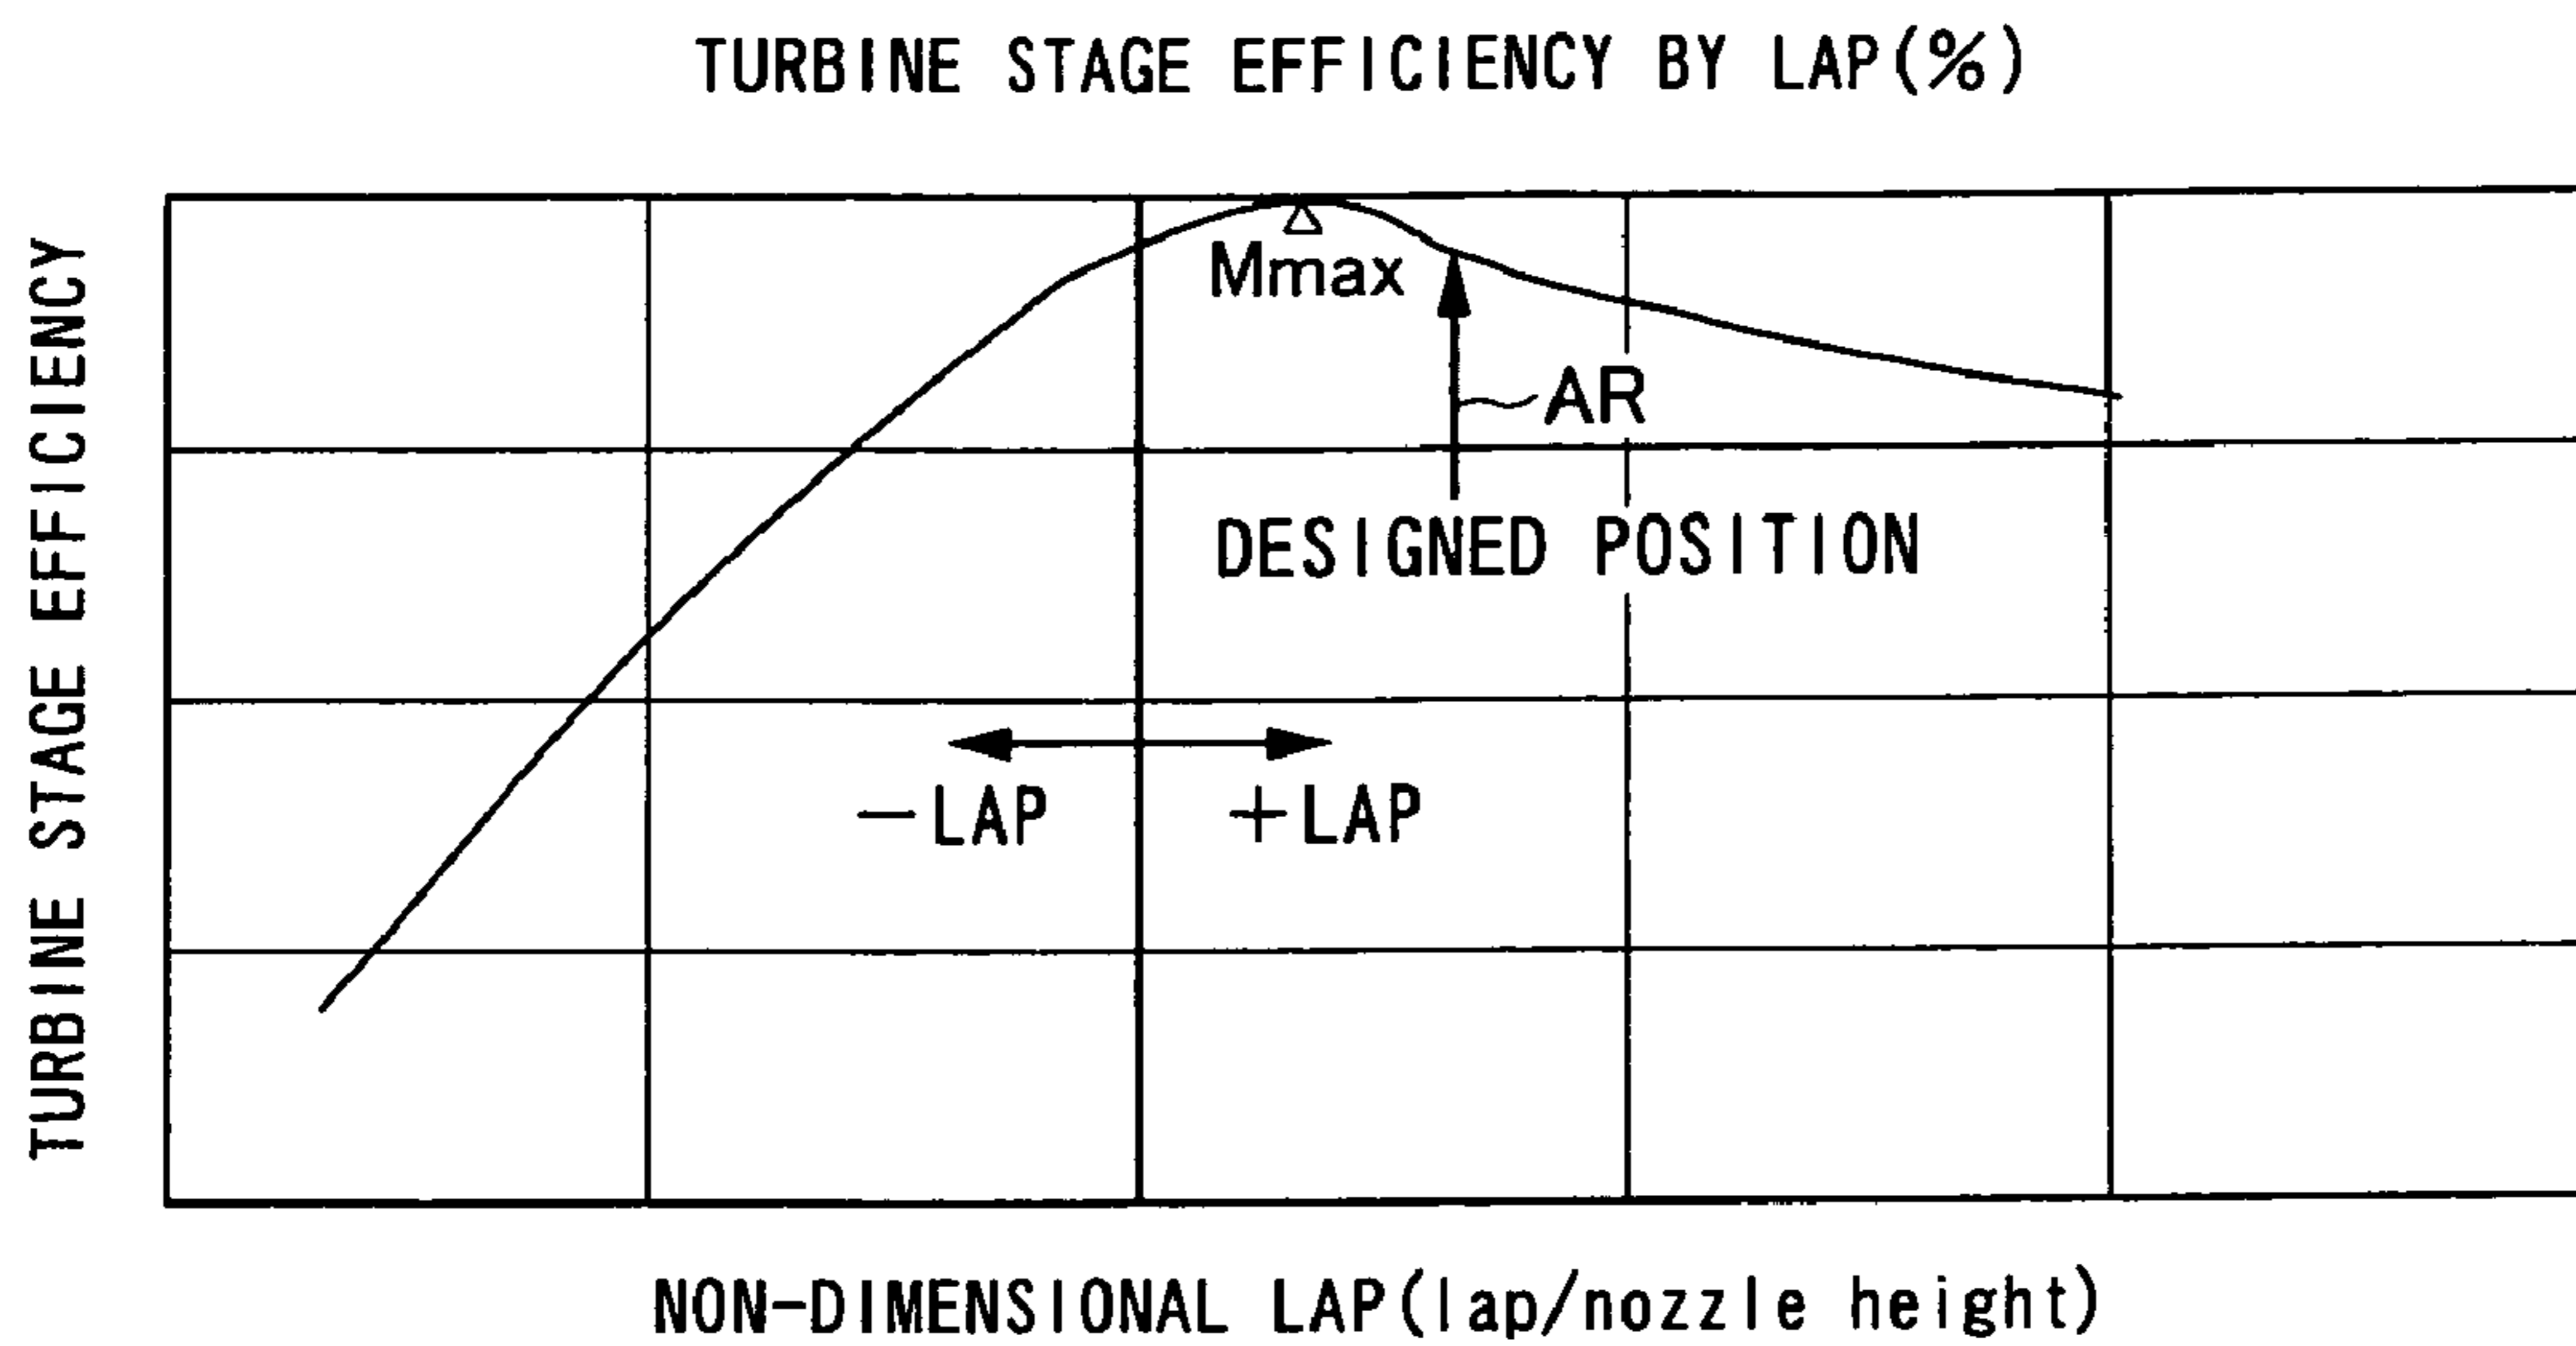 TURBINE STAGE EFFICIENCY BY LAP(%)
TURBINE STAGE EFFICIENCY
Mmax
AR
DESIGNED POSITION
−LAP
+LAP
NON-DIMENSIONAL LAP(lap/nozzle height)